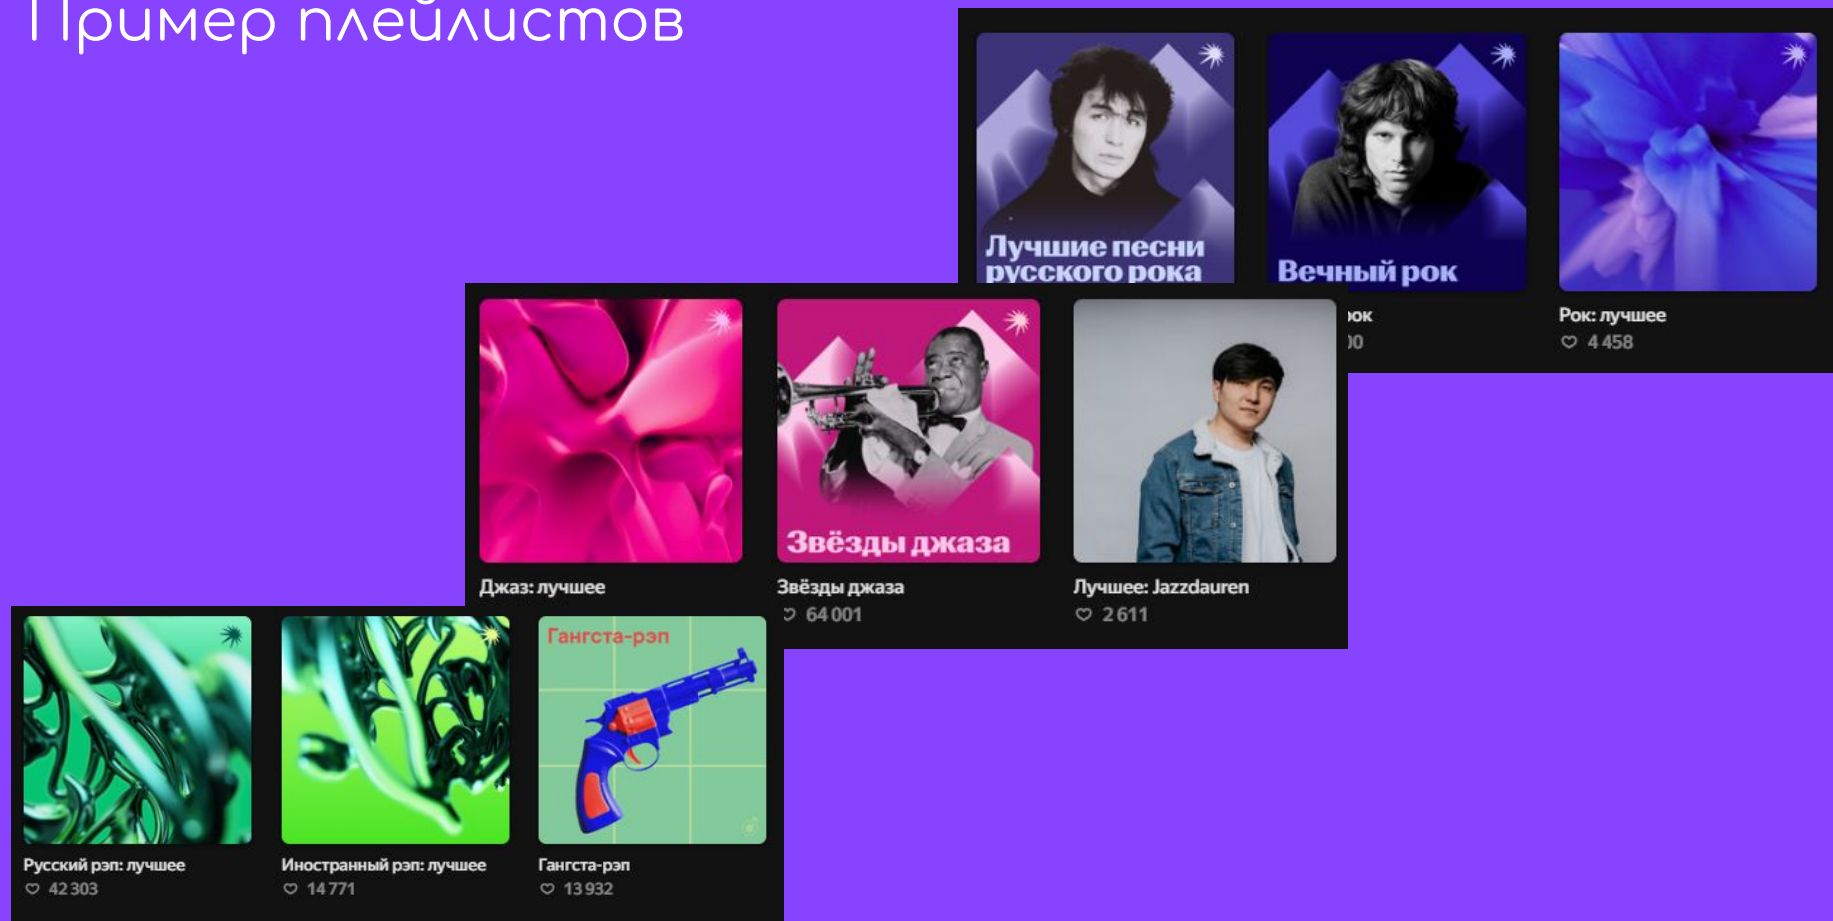 Пример плейлистов
Лучшие песни
русского рока
Вечный рок
Рок: лучшее
4 458
Звёзды джаза
Джаз: лучшее
Звёзды джаза
64 001
Лучшее: Jazzdauren
2 611
Гангста-рэп
Русский рэп: лучшее
42 303
Иностранный рэп: лучшее
14 771
Гангста-рэп
13 932